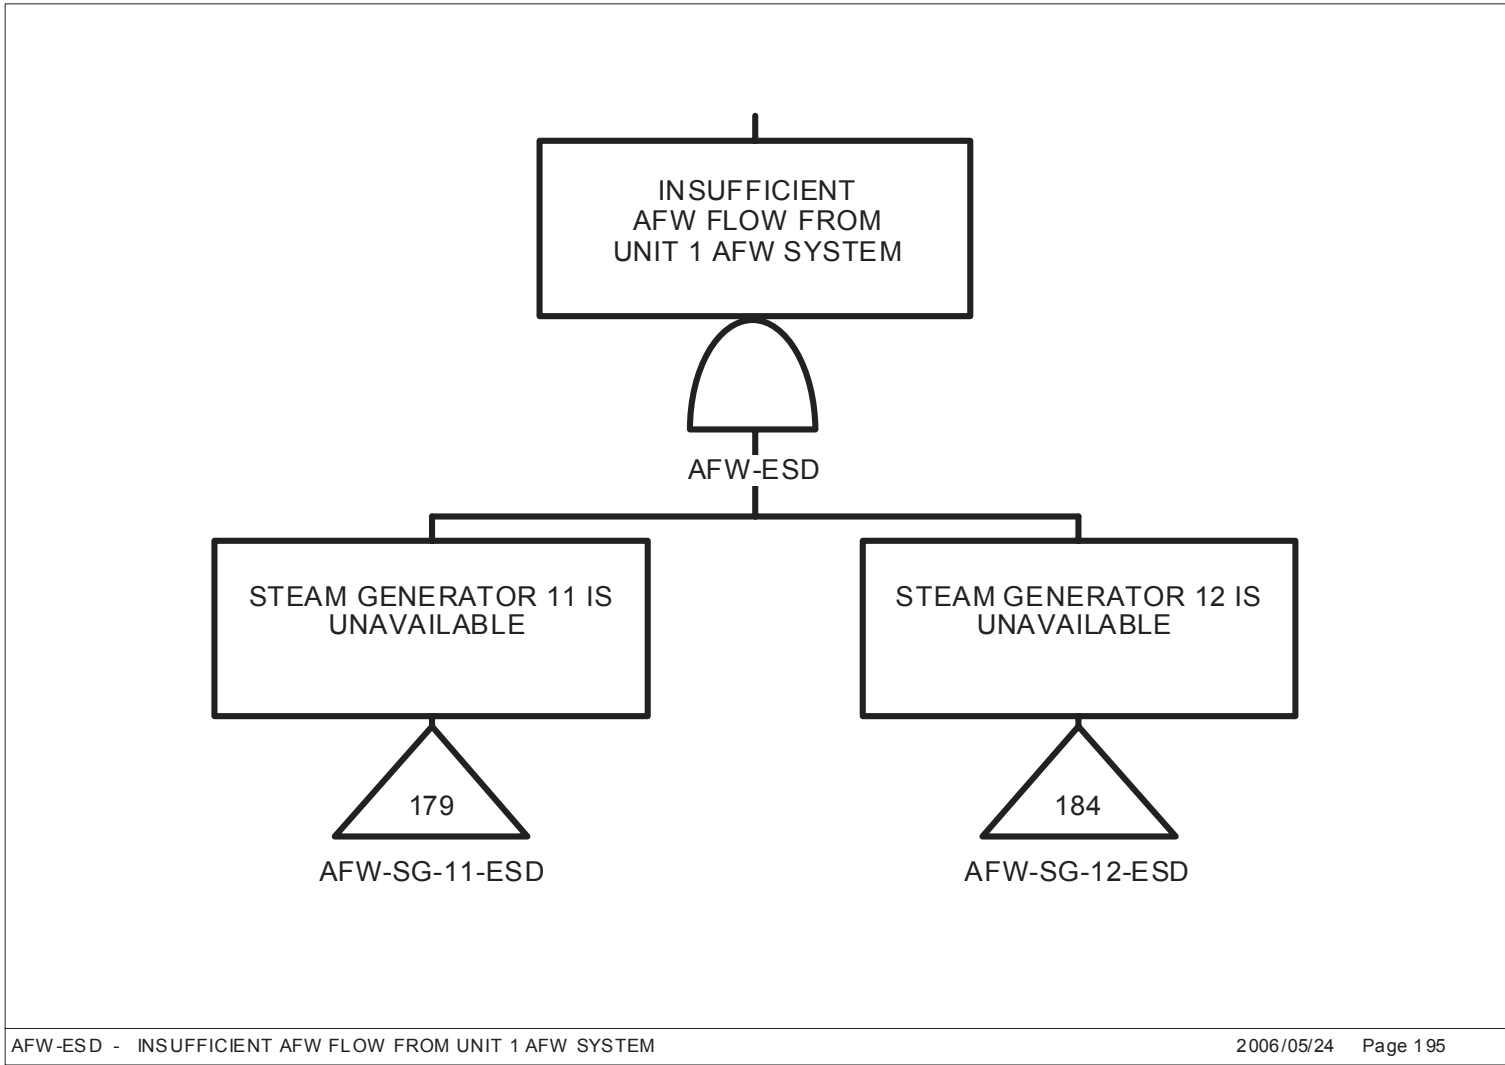 INSUFFICIENT
AFW FLOW FROM
UNIT 1 AFW SYSTEM
AFW-ESD
STEAM GENERATOR 11 IS
UNAVAILABLE
STEAM GENERATOR 12 IS
UNAVAILABLE
179
184
AFW-SG-11-ESD
AFW-SG-12-ESD
AFW-ESD - INSUFFICIENT AFW FLOW FROM UNIT 1 AFW SYSTEM
2006/05/24 Page 195